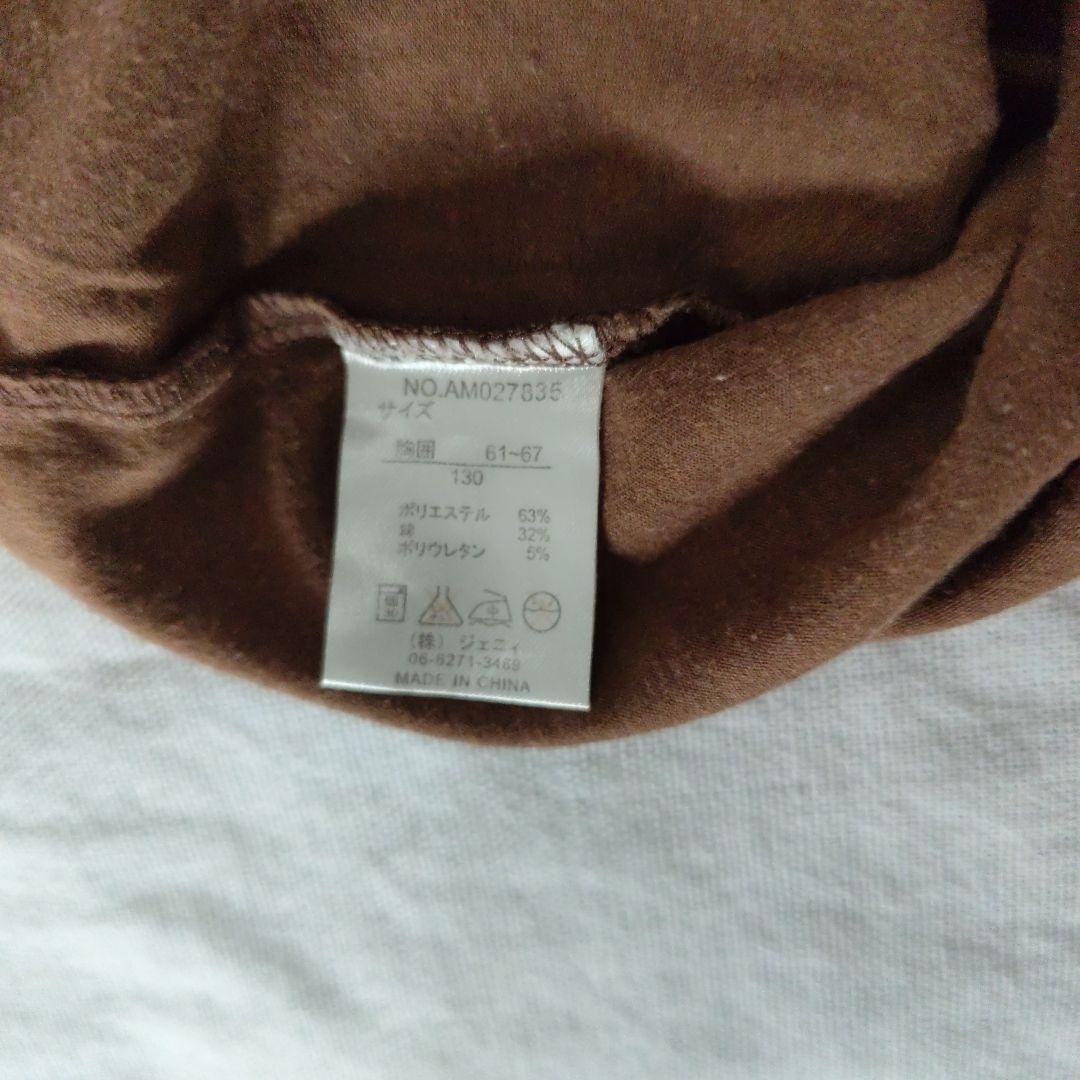 NO.AM027835
サイズ
胸囲 61~67
130
ポリエステル 63%
綿 32%
ポリウレタン 5%
中
(株) ジェニィ
06-6271-3469
MADE IN CHINA